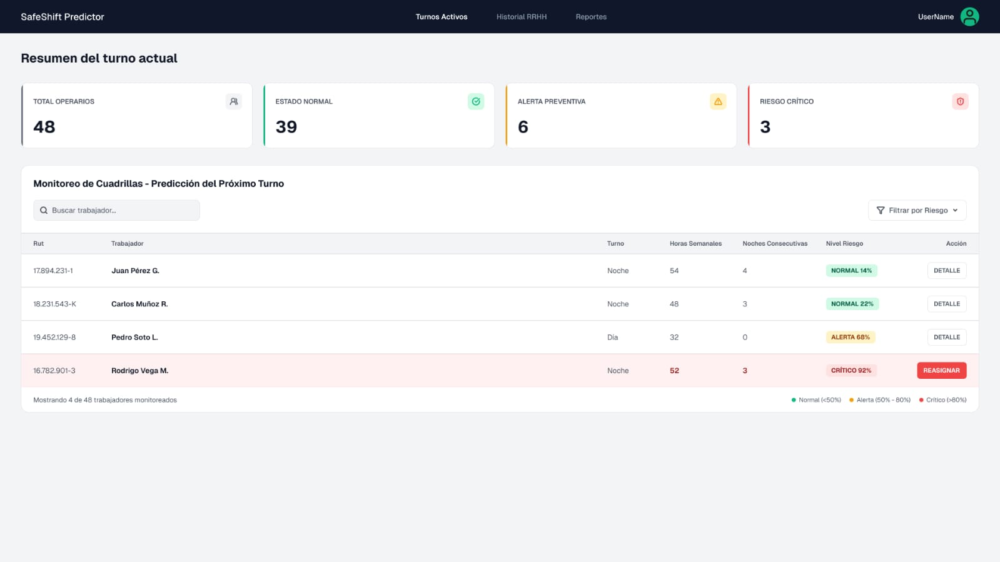 SafeShift Predictor
Turnos Activos
Historial RRHH
Reportes
UserName
Resumen del turno actual
TOTAL OPERARIOS
48
ESTADO NORMAL
39
ALERTA PREVENTIVA
6
RIESGO CRÍTICO
3
Monitoreo de Cuadrillas - Predicción del Próximo Turno
Buscar trabajador...
Filtrar por Riesgo
Rut Trabajador Turno Horas Semanales Noches Consecutivas Nivel Riesgo Acción
17.894.231-1 Juan Pérez G. Noche 54 4 NORMAL 14% DETALLE
18.231.543-K Carlos Muñoz R. Noche 48 3 NORMAL 22% DETALLE
19.452.129-8 Pedro Soto L. Día 32 0 ALERTA 68% DETALLE
16.782.901-3 Rodrigo Vega M. Noche 52 3 CRÍTICO 92% REASIGNAR
Mostrando 4 de 48 trabajadores monitoreados
Normal (<50%) Alerta (50% - 80%) Crítico (>80%)